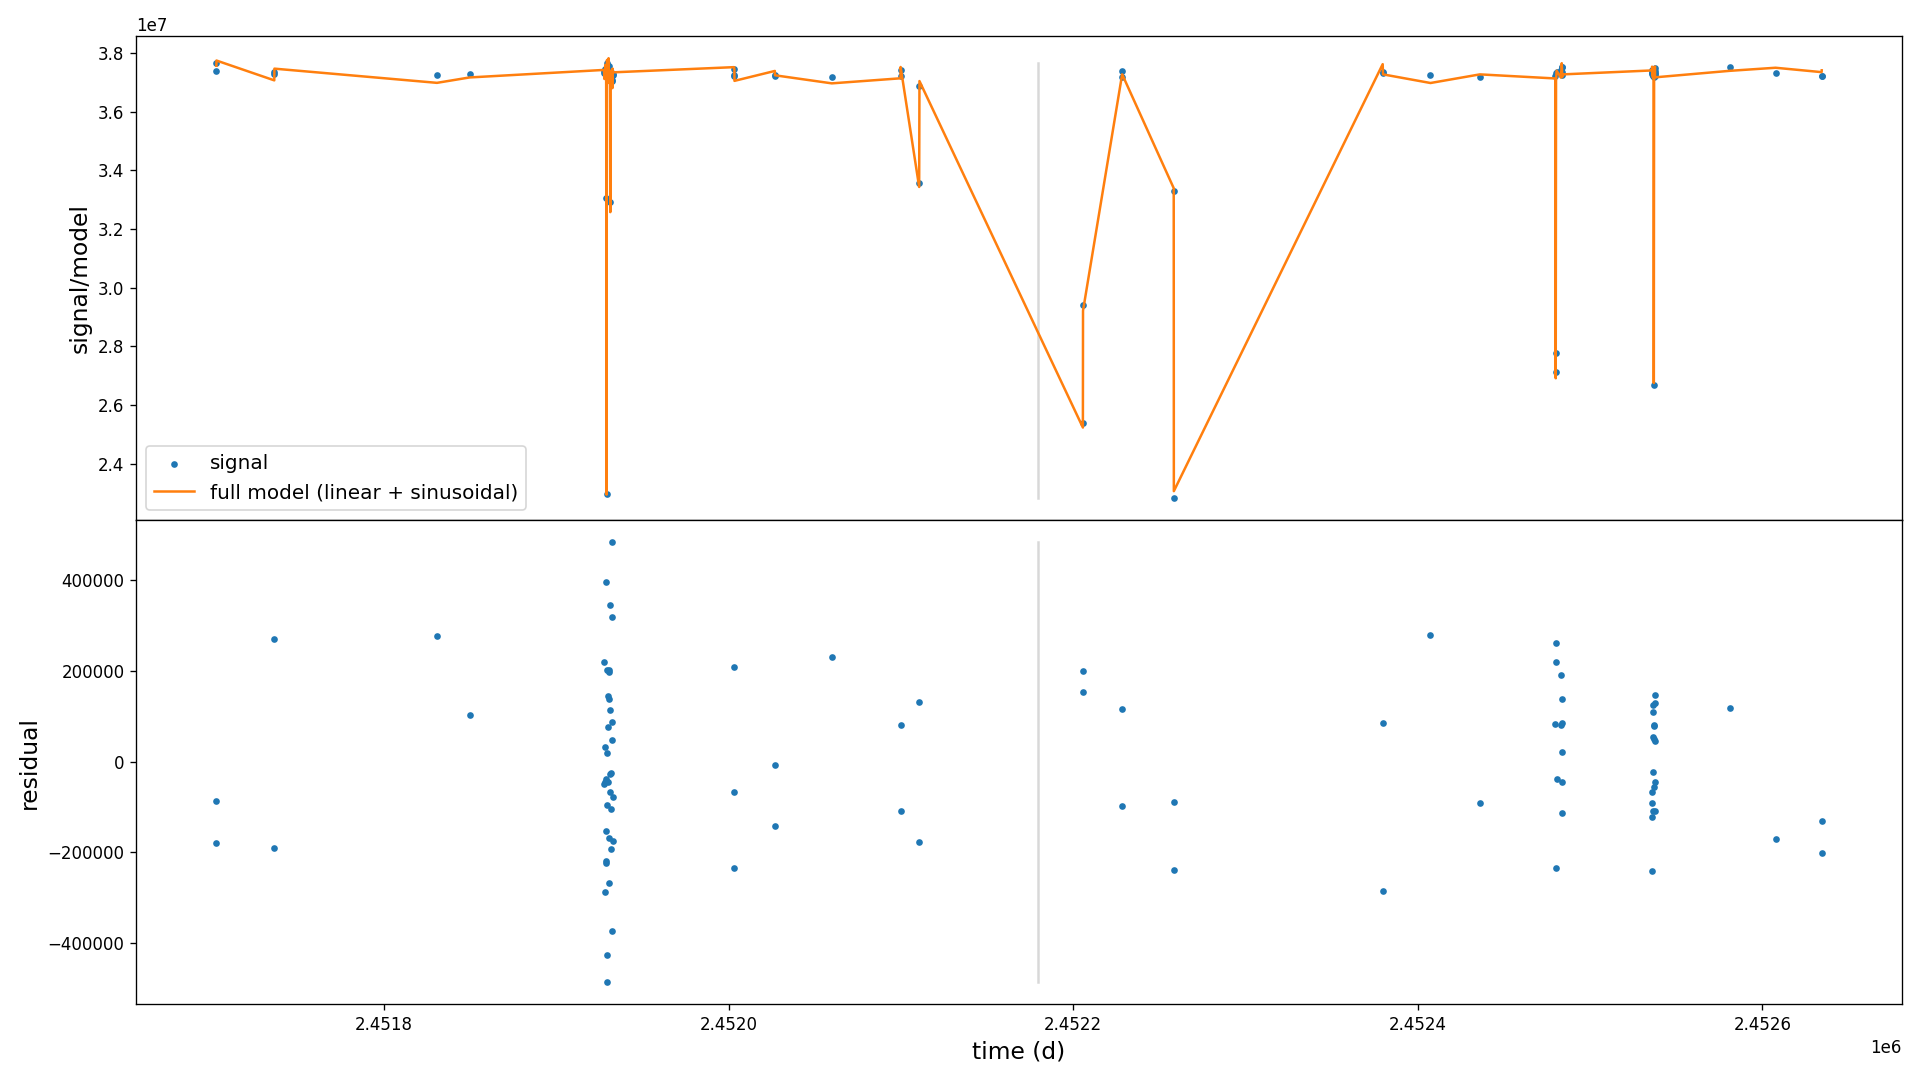 1e7
3.8
3.6
3.4
3.2
3.0
2.8
2.6
2.4
signal/model
signal
full model (linear + sinusoidal)
400000
200000
0
−200000
−400000
residual
2.4518
2.4520
2.4522
2.4524
2.4526
1e6
time (d)